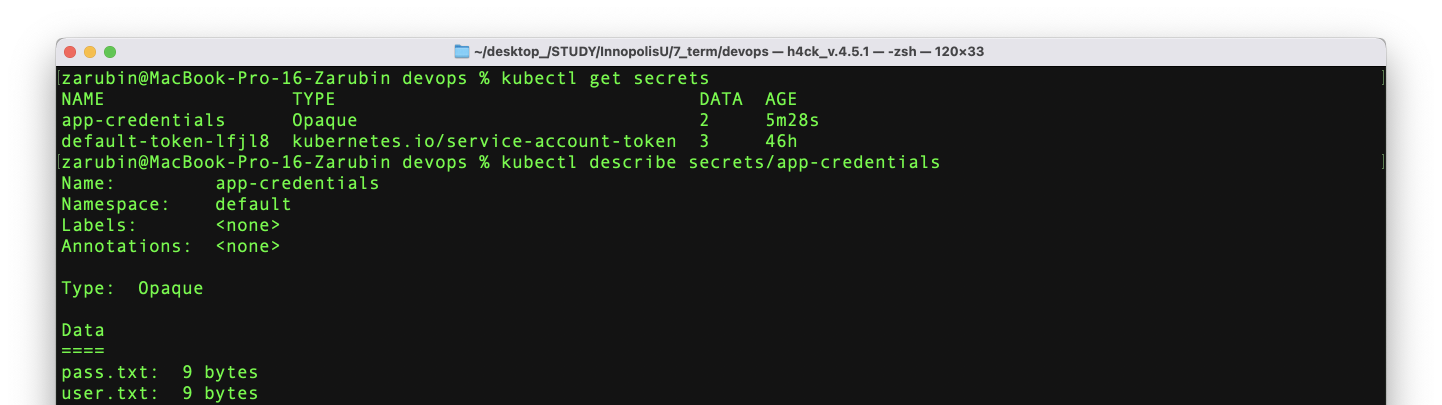 ~/desktop_/STUDY/InnopolisU/7_term/devops — h4ck_v.4.5.1 — -zsh — 120×33
[zarubin@MacBook-Pro-16-Zarubin devops % kubectl get secrets ]
NAME                 TYPE                                  DATA  AGE
app-credentials      Opaque                                2     5m28s
default-token-lfjl8  kubernetes.io/service-account-token  3     46h
[zarubin@MacBook-Pro-16-Zarubin devops % kubectl describe secrets/app-credentials ]
Name:         app-credentials
Namespace:    default
Labels:       <none>
Annotations:  <none>
Type:  Opaque
Data
====
pass.txt:  9 bytes
user.txt:  9 bytes